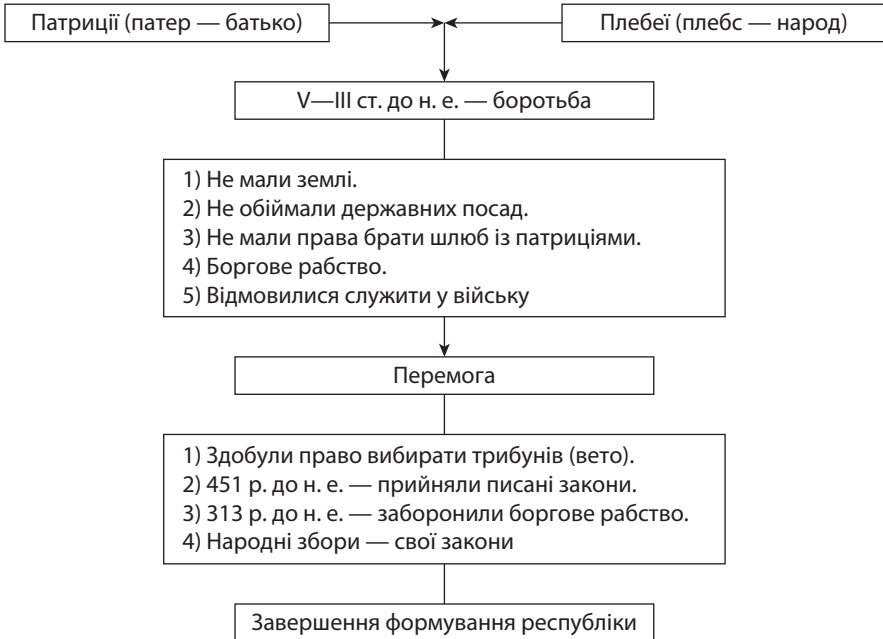 Патриції (патер — батько)
Плебеї (плебс — народ)
V—III ст. до н. е. — боротьба
1) Не мали землі.
2) Не обіймали державних посад.
3) Не мали права брати шлюб із патриціями.
4) Боргове рабство.
5) Відмовилися служити у війську
Перемога
1) Здобули право вибирати трибунів (вето).
2) 451 р. до н. е. — прийняли писані закони.
3) 313 р. до н. е. — заборонили боргове рабство.
4) Народні збори — свої закони
Завершення формування республіки